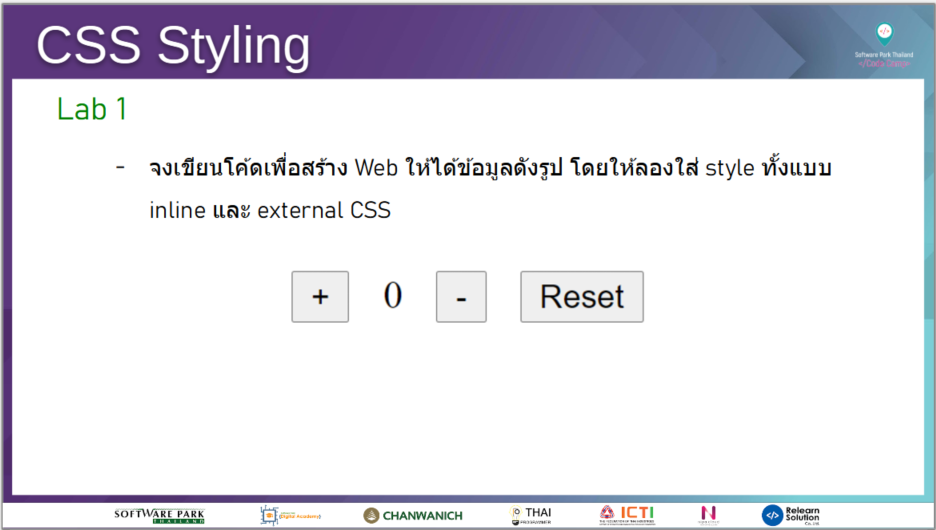 CSS Styling
Software Park Thailand
Lab 1
- จงเขียนโค้ดเพื่อสร้าง Web ให้ได้ข้อมูลดังรูป โดยให้ลองใส่ style ทั้งแบบ
inline และ external CSS
+ 0 - Reset
SOFTWARE PARK
THAILAND
Digital Academy
CHANWANICH
THAI
PROGRAMMER
ICTI
N
Relearn
Solution
Co., Ltd